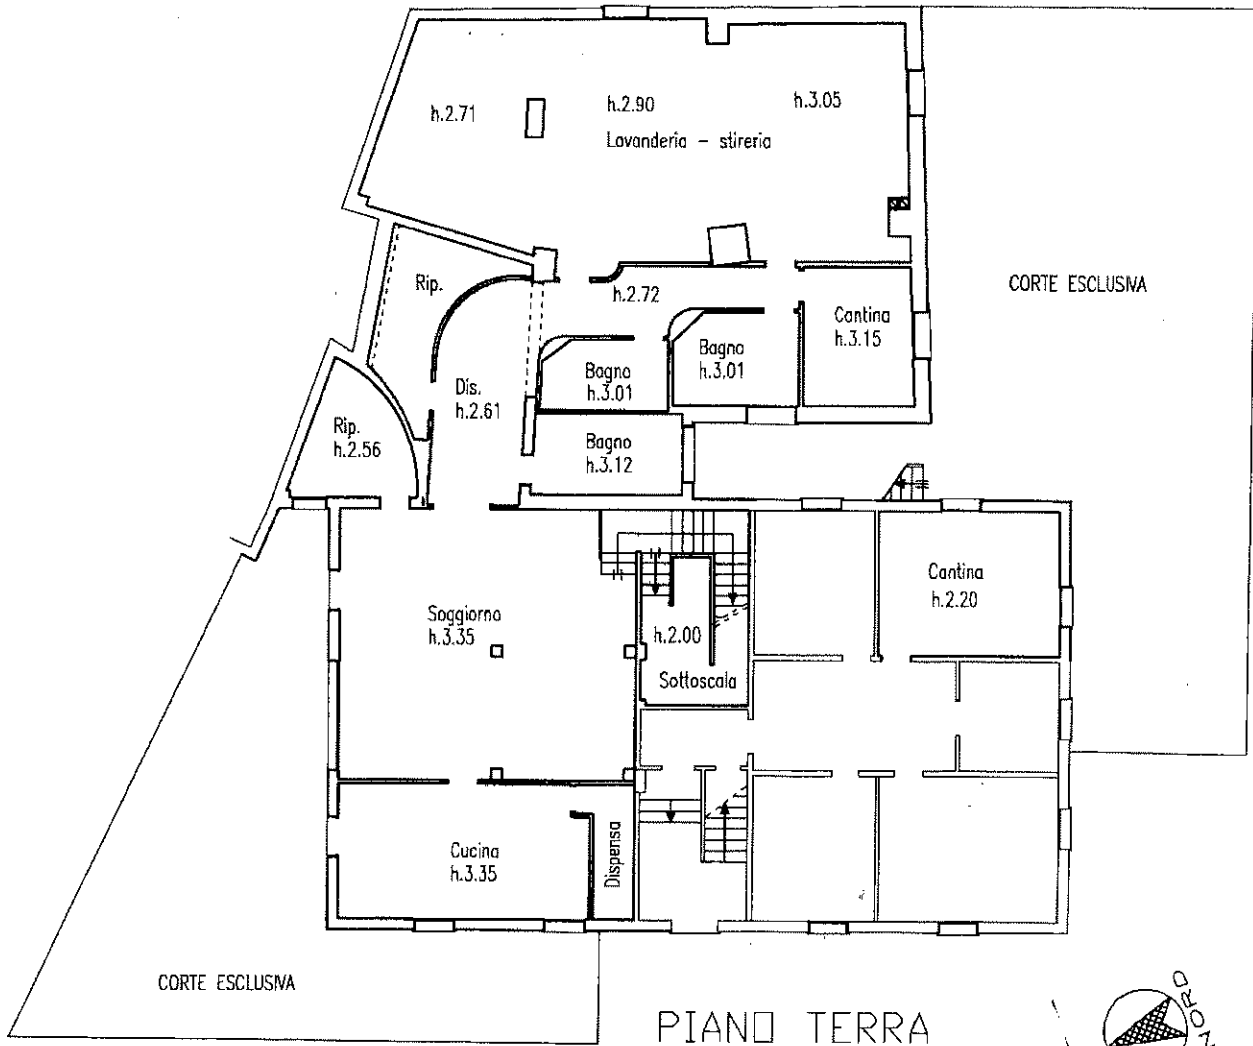 h.2.71
h.2.90
h.3.05
Lavanderia - stireria
Rip.
h.2.72
CORTE ESCLUSIVA
Cantina
h.3.15
Bagno
h.3.01
Bagno
h.3.01
Dis.
h.2.61
Rip.
h.2.56
Bagno
h.3.12
Cantina
h.2.20
Soggiorno
h.3.35
h.2.00
Sottoscala
Cucina
h.3.35
Dispensa
CORTE ESCLUSIVA
PIANO TERRA
NORD